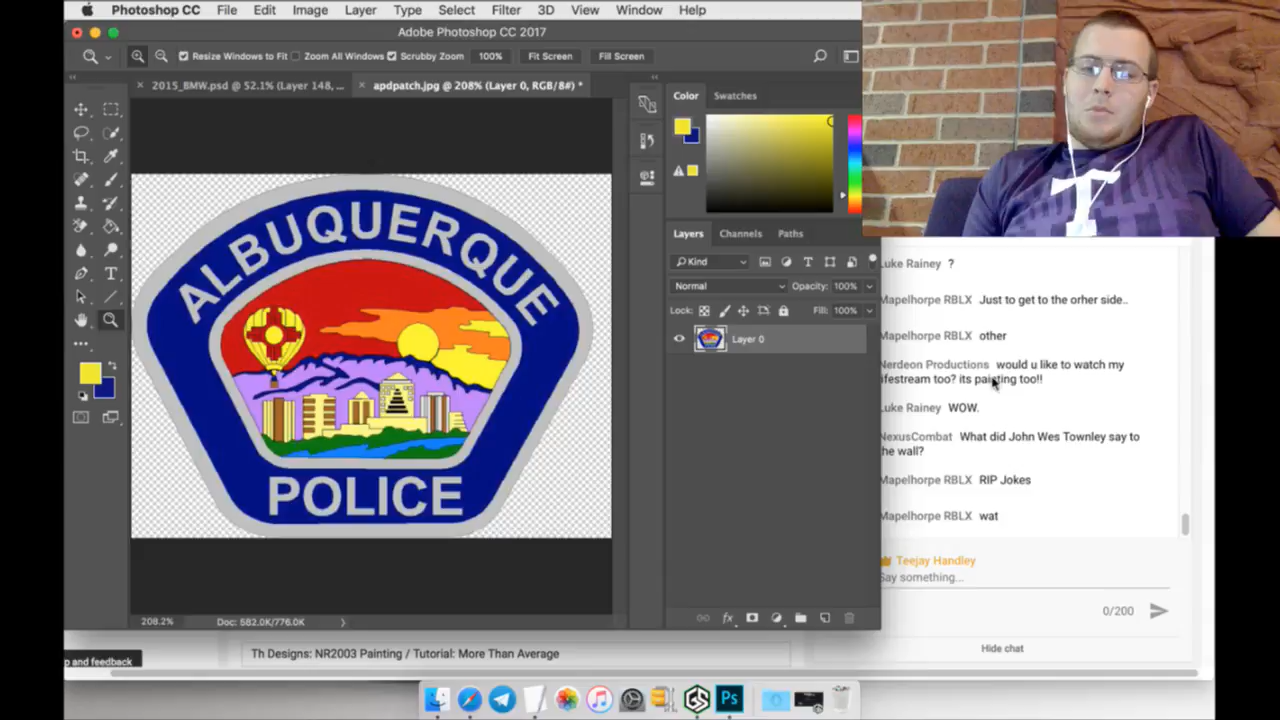 Photoshop CC File Edit Image Layer Type Select Filter 3D View Window Help
Adobe Photoshop CC 2017
Resize Windows to Fit Zoom All Windows Scrubby Zoom 100% Fit Screen Fill Screen
2015_BMW.psd @ 52.1% (Layer 148, ... apdpatch.jpg @ 208% (Layer 0, RGB/8#) *
ALBUQUERQUE
POLICE
Color Swatches
Layers Channels Paths
Kind
Normal Opacity: 100%
Lock: Fill: 100%
Layer 0
fx
208.2% Doc: 582.0K/776.0K
T
Luke Rainey ?
Mapelhorpe RBLX Just to get to the orher side..
Mapelhorpe RBLX other
Nerdeon Productions would u like to watch my
lifestream too? its painting too!!
Luke Rainey WOW.
NexusCombat What did John Wes Townley say to
the wall?
Mapelhorpe RBLX RIP Jokes
Mapelhorpe RBLX wat
Teejay Handley
Say something...
0/200
Hide chat
p and feedback
Th Designs: NR2003 Painting / Tutorial: More Than Average
Ps